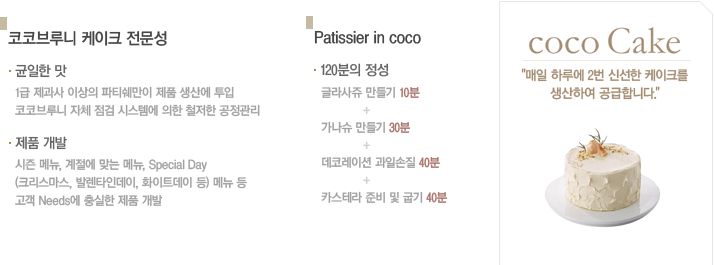 코코브루니 케이크 전문성
· 균일한 맛
1급 제과사 이상의 파티쉐만이 제품 생산에 투입
코코브루니 자체 점검 시스템에 의한 철저한 공정관리
· 제품 개발
시즌 메뉴, 계절에 맞는 메뉴, Special Day
(크리스마스, 발렌타인데이, 화이트데이 등) 메뉴 등
고객 Needs에 충실한 제품 개발
Patissier in coco
· 120분의 정성
글라사쥬 만들기 10분
+
가나슈 만들기 30분
+
데코레이션 과일손질 40분
+
카스테라 준비 및 굽기 40분
coco Cake
"매일 하루에 2번 신선한 케이크를
생산하여 공급합니다."